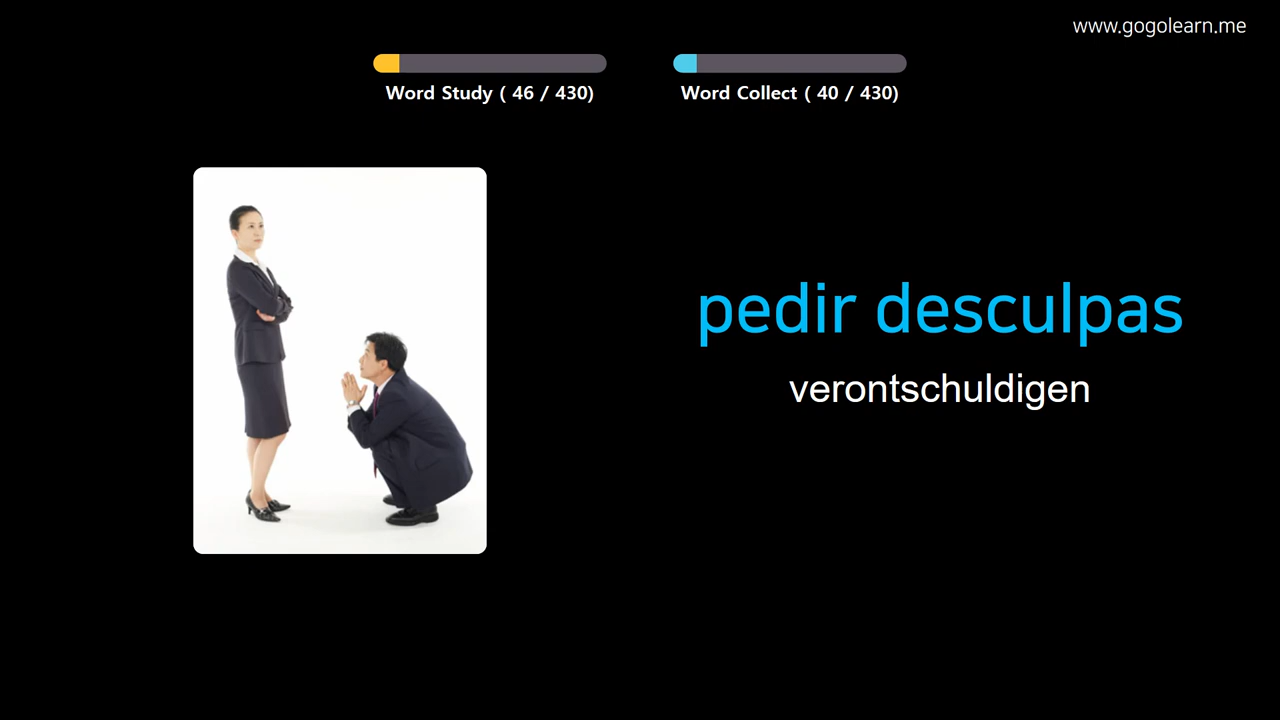 www.gogolearn.me
Word Study ( 46 / 430)
Word Collect ( 40 / 430)
pedir desculpas
verontschuldigen